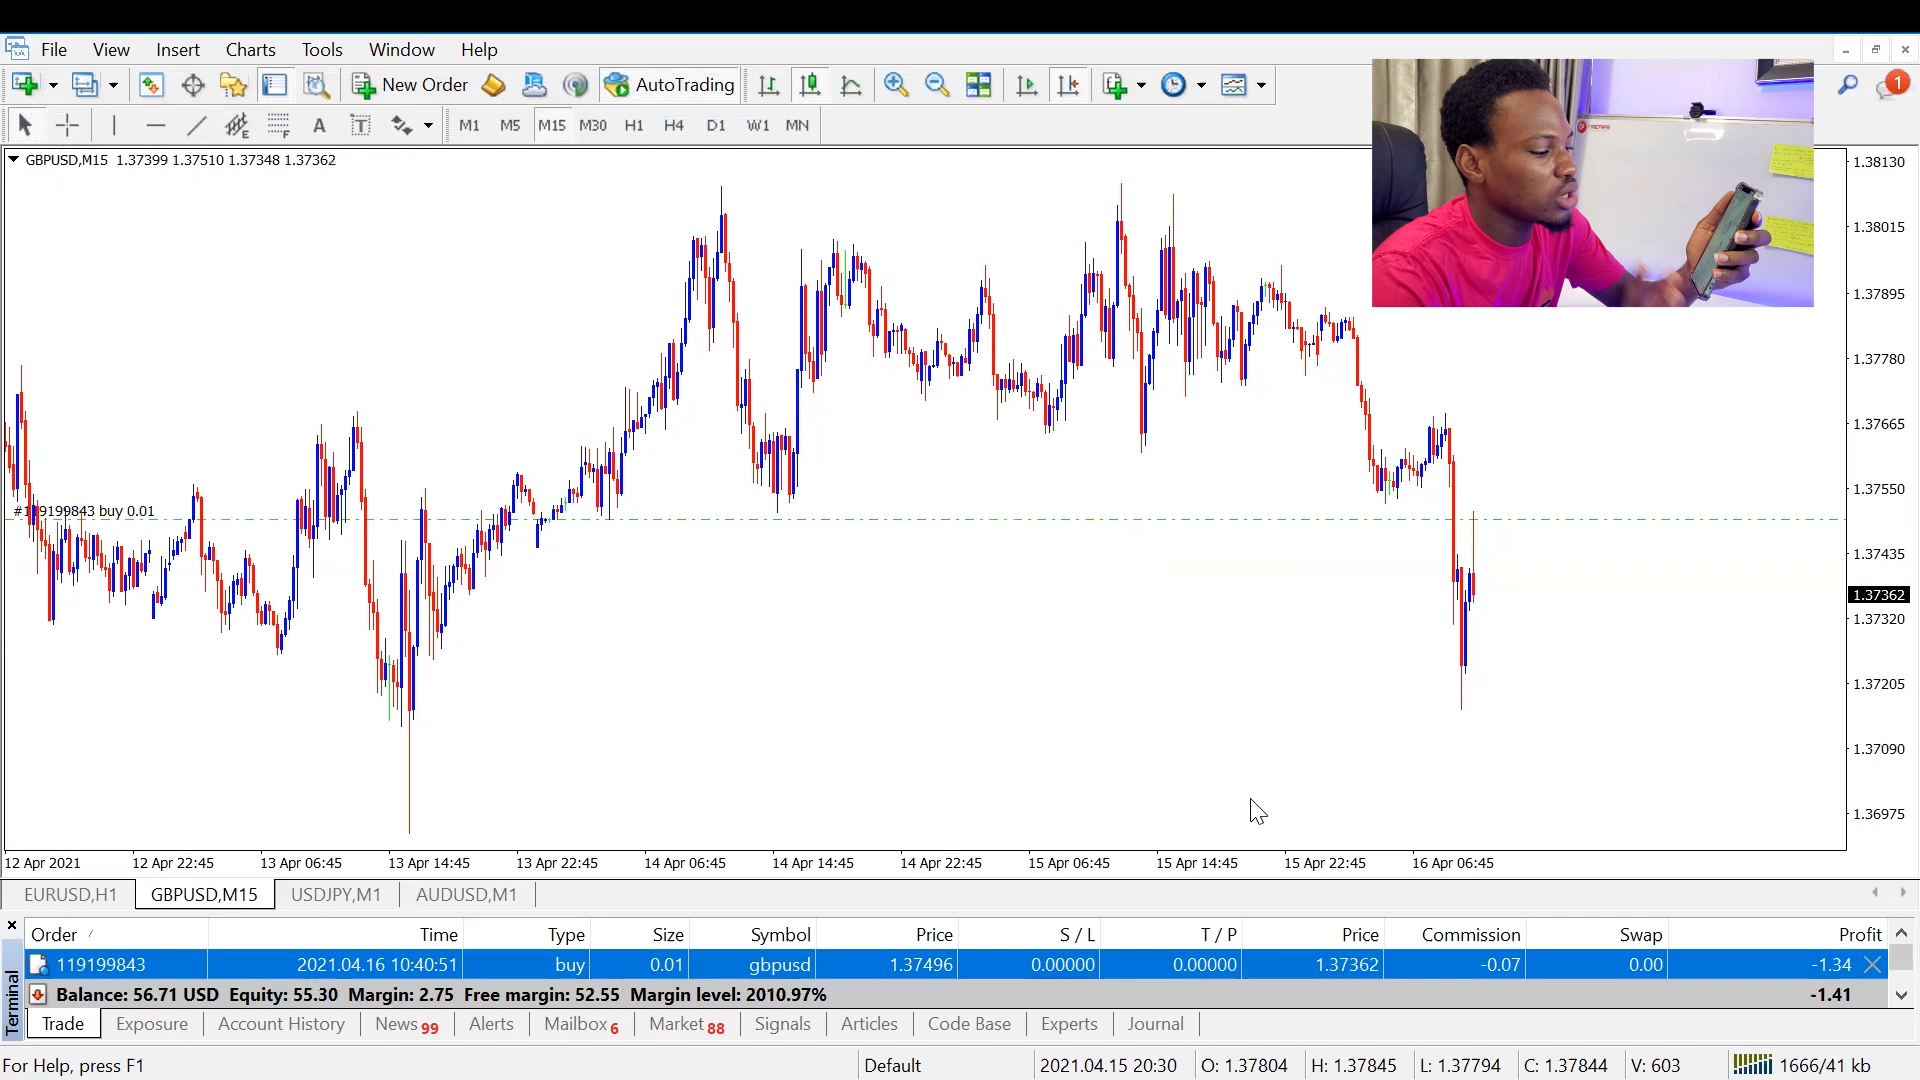 File View Insert Charts Tools Window Help
New Order AutoTrading 1
E F A T M1 M5 M15 M30 H1 H4 D1 W1 MN
GBPUSD,M15 1.37399 1.37510 1.37348 1.37362
1.38130
1.38015
1.37895
1.37780
1.37665
1.37550
#119199843 buy 0.01
1.37435
1.37362
1.37320
1.37205
1.37090
1.36975
12 Apr 2021 12 Apr 22:45 13 Apr 06:45 13 Apr 14:45 13 Apr 22:45 14 Apr 06:45 14 Apr 14:45 14 Apr 22:45 15 Apr 06:45 15 Apr 14:45 15 Apr 22:45 16 Apr 06:45
EURUSD,H1 GBPUSD,M15 USDJPY,M1 AUDUSD,M1
Order / Time Type Size Symbol Price S / L T / P Price Commission Swap Profit
119199843 2021.04.16 10:40:51 buy 0.01 gbpusd 1.37496 0.00000 0.00000 1.37362 -0.07 0.00 -1.34
Balance: 56.71 USD Equity: 55.30 Margin: 2.75 Free margin: 52.55 Margin level: 2010.97% -1.41
Terminal
Trade Exposure Account History News 99 Alerts Mailbox 6 Market 88 Signals Articles Code Base Experts Journal
For Help, press F1 Default 2021.04.15 20:30 O: 1.37804 H: 1.37845 L: 1.37794 C: 1.37844 V: 603 1666/41 kb